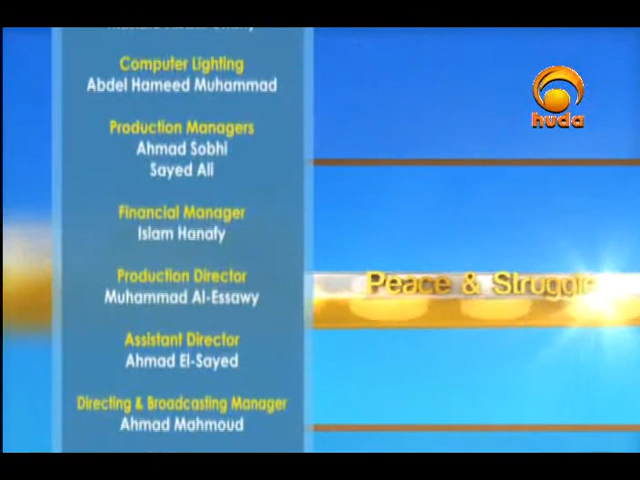 Computer Lighting
Abdel Hameed Muhammad
Production Managers
Ahmad Sobhi
Sayed Ali
Financial Manager
Islam Hanafy
Production Director
Muhammad Al-Essawy
Assistant Director
Ahmad El-Sayed
Directing & Broadcasting Manager
Ahmad Mahmoud
huda
Peace & Struggle